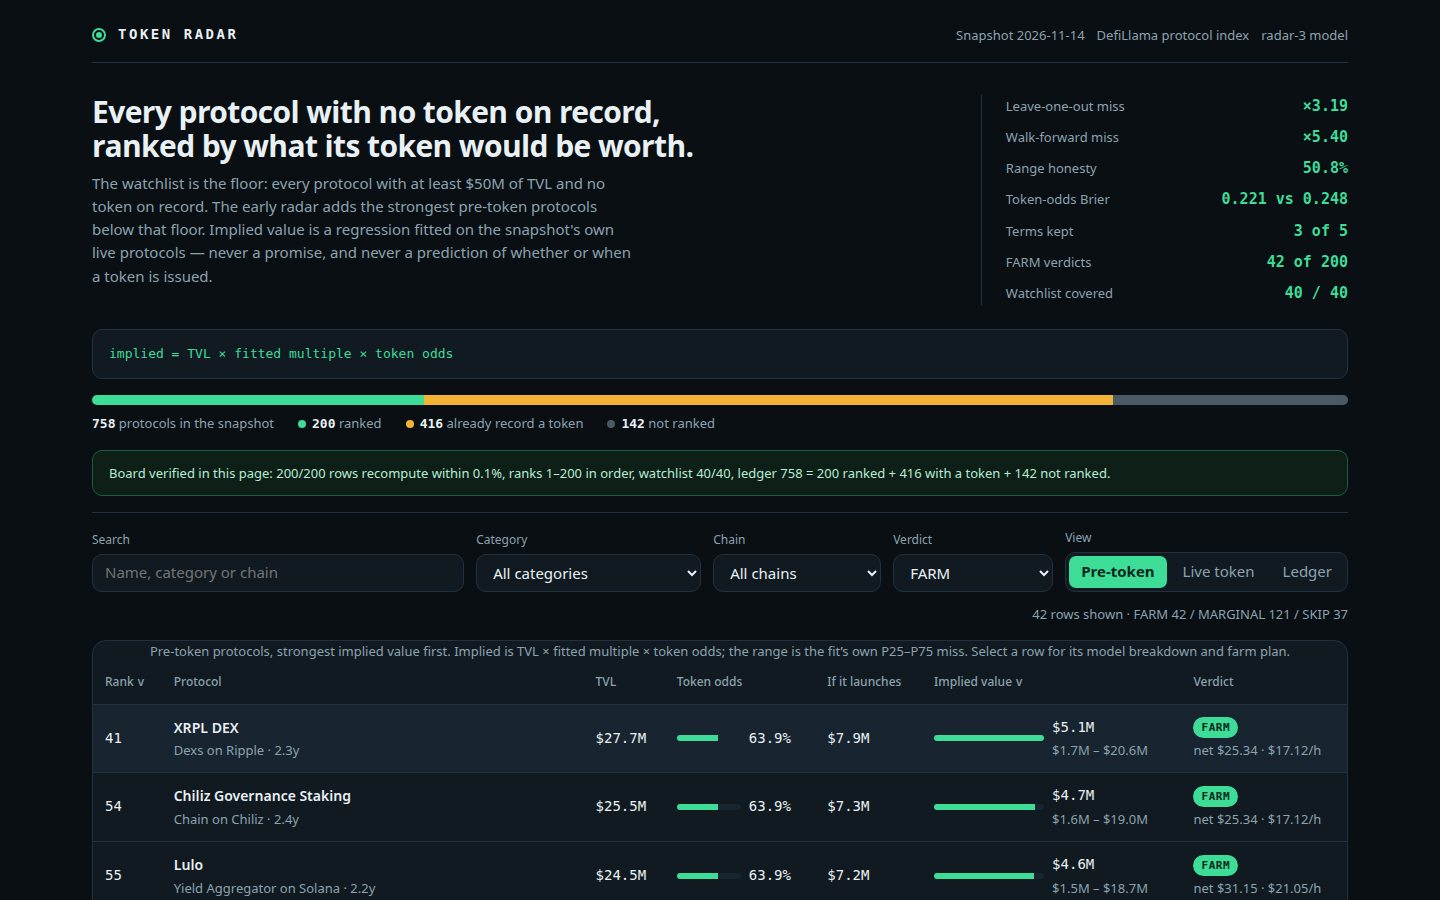 TOKEN RADAR
Snapshot 2026-11-14 DefiLlama protocol index radar-3 model
Every protocol with no token on record,
ranked by what its token would be worth.
The watchlist is the floor: every protocol with at least $50M of TVL and no
token on record. The early radar adds the strongest pre-token protocols
below that floor. Implied value is a regression fitted on the snapshot's own
live protocols — never a promise, and never a prediction of whether or when
a token is issued.
Leave-one-out miss ×3.19
Walk-forward miss ×5.40
Range honesty 50.8%
Token-odds Brier 0.221 vs 0.248
Terms kept 3 of 5
FARM verdicts 42 of 200
Watchlist covered 40 / 40
implied = TVL × fitted multiple × token odds
758 protocols in the snapshot 200 ranked 416 already record a token 142 not ranked
Board verified in this page: 200/200 rows recompute within 0.1%, ranks 1–200 in order, watchlist 40/40, ledger 758 = 200 ranked + 416 with a token + 142 not ranked.
Search Category Chain Verdict View
Name, category or chain All categories All chains FARM Pre-token Live token Ledger
42 rows shown · FARM 42 / MARGINAL 121 / SKIP 37
Pre-token protocols, strongest implied value first. Implied is TVL × fitted multiple × token odds; the range is the fit's own P25–P75 miss. Select a row for its model breakdown and farm plan.
Rank v Protocol TVL Token odds If it launches Implied value v Verdict
41 XRPL DEX $27.7M 63.9% $7.9M $5.1M FARM
Dexs on Ripple · 2.3y $1.7M – $20.6M net $25.34 · $17.12/h
54 Chiliz Governance Staking $25.5M 63.9% $7.3M $4.7M FARM
Chain on Chiliz · 2.4y $1.6M – $19.0M net $25.34 · $17.12/h
55 Lulo $24.5M 63.9% $7.2M $4.6M FARM
Yield Aggregator on Solana · 2.2y $1.5M – $18.7M net $31.15 · $21.05/h